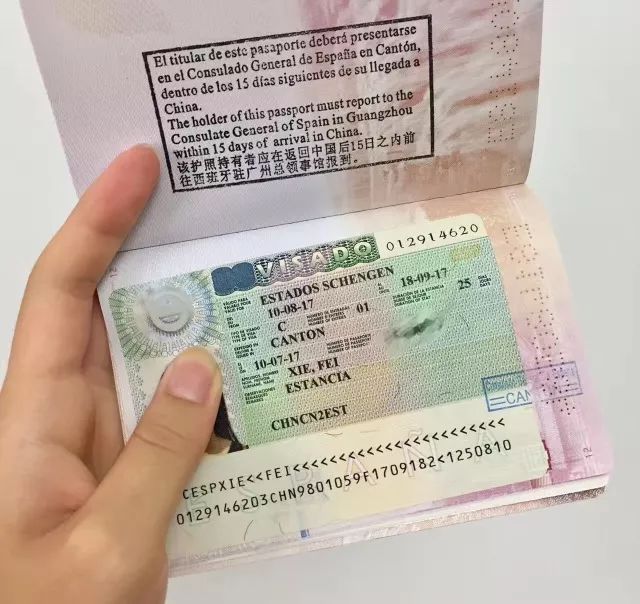 El titular de este pasaporte deberá presentarse
en el Consulado General de España en Cantón,
dentro de los 15 días siguientes de su llegada a
China.
The holder of this passport must report to the
Consulate General of Spain in Guangzhou
within 15 days of arrival in China.
该护照持有者应在返回中国后15日之内前
往西班牙驻广州总领事馆报到。
VISADO 012914620
ESTADOS SCHENGEN
10-08-17 18-09-17
C 01 25
CANTON
10-07-17
XIE, FEI
ESTANCIA
CHNCN2EST
=CAN
CESPXIE<<FEI<<<<<<<<<<<<<<<<<<<<<<<<
0129146203CHN9801059F1709182<1250810